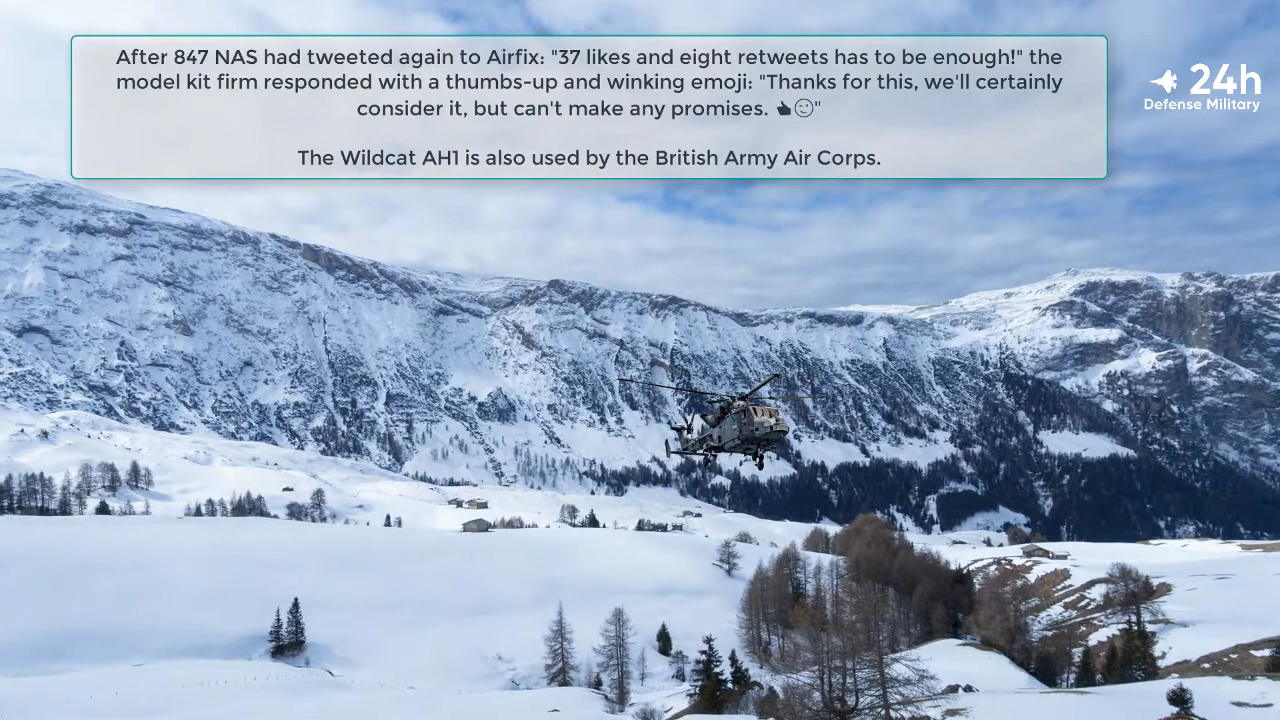 After 847 NAS had tweeted again to Airfix: "37 likes and eight retweets has to be enough!" the
model kit firm responded with a thumbs-up and winking emoji: "Thanks for this, we'll certainly
consider it, but can't make any promises. 👍😉"
The Wildcat AH1 is also used by the British Army Air Corps.
24h
Defense Military